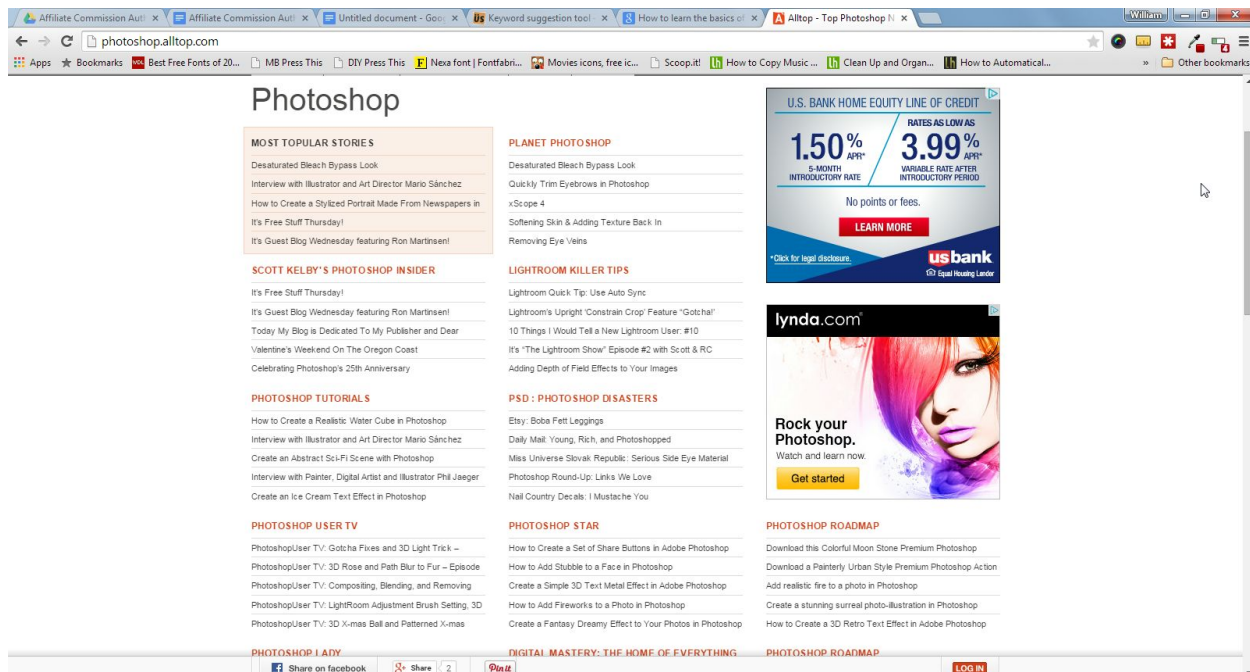 Affiliate Commission Aut
Affiliate Commission Aut
Untitled document - Goo
Keyword suggestion tool -
How to learn the basics of
Alltop - Top Photoshop N
William
photoshop.alltop.com
Apps
Bookmarks
Best Free Fonts of 20...
MB Press This
DIY Press This
Nexa font | Fontfabri...
Movies icons, free ic...
Scoop.it!
How to Copy Music ...
Clean Up and Organ...
How to Automatical...
»
Other bookmarks
Photoshop
MOST POPULAR STORIES
Desaturated Bleach Bypass Look
Interview with Illustrator and Art Director Mario Sánchez
How to Create a Stylized Portrait Made From Newspapers in
It's Free Stuff Thursday!
It's Guest Blog Wednesday featuring Ron Martinsen!
PLANET PHOTOSHOP
Desaturated Bleach Bypass Look
Quickly Trim Eyebrows in Photoshop
xScope 4
Softening Skin & Adding Texture Back In
Removing Eye Veins
U.S. BANK HOME EQUITY LINE OF CREDIT
1.50% APR*
5-MONTH
INTRODUCTORY RATE
RATES AS LOW AS
3.99% APR*
VARIABLE RATE AFTER
INTRODUCTORY PERIOD
No points or fees.
LEARN MORE
*Click for legal disclosure.
usbank
Equal Housing Lender
SCOTT KELBY'S PHOTOSHOP INSIDER
It's Free Stuff Thursday!
It's Guest Blog Wednesday featuring Ron Martinsen!
Today My Blog is Dedicated To My Publisher and Dear
Valentine's Weekend On The Oregon Coast
Celebrating Photoshop's 25th Anniversary
LIGHTROOM KILLER TIPS
Lightroom Quick Tip: Use Auto Sync
Lightroom's Upright 'Constrain Crop' Feature "Gotcha!'
10 Things I Would Tell a New Lightroom User: #10
It's "The Lightroom Show" Episode #2 with Scott & RC
Adding Depth of Field Effects to Your Images
lynda.com
Rock your
Photoshop.
Watch and learn now.
Get started
PHOTOSHOP TUTORIALS
How to Create a Realistic Water Cube in Photoshop
Interview with Illustrator and Art Director Mario Sánchez
Create an Abstract Sci-Fi Scene with Photoshop
Interview with Painter, Digital Artist and Illustrator Phil Jaeger
Create an Ice Cream Text Effect in Photoshop
PSD : PHOTOSHOP DISASTERS
Etsy: Boba Fett Leggings
Daily Mail: Young, Rich, and Photoshopped
Miss Universe Slovak Republic: Serious Side Eye Material
Photoshop Round-Up: Links We Love
Nail Country Decals: I Mustache You
PHOTOSHOP USER TV
PhotoshopUser TV: Gotcha Fixes and 3D Light Trick –
PhotoshopUser TV: 3D Rose and Path Blur to Fur – Episode
PhotoshopUser TV: Compositing, Blending, and Removing
PhotoshopUser TV: LightRoom Adjustment Brush Setting, 3D
PhotoshopUser TV: 3D X-mas Ball and Patterned X-mas
PHOTOSHOP STAR
How to Create a Set of Share Buttons in Adobe Photoshop
How to Add Stubble to a Face in Photoshop
Create a Simple 3D Text Metal Effect in Adobe Photoshop
How to Add Fireworks to a Photo in Photoshop
Create a Fantasy Dreamy Effect to Your Photos in Photoshop
PHOTOSHOP ROADMAP
Download this Colorful Moon Stone Premium Photoshop
Download a Painterly Urban Style Premium Photoshop Action
Add realistic fire to a photo in Photoshop
Create a stunning surreal photo-illustration in Photoshop
How to Create a 3D Retro Text Effect in Adobe Photoshop
PHOTOSHOP LADY
DIGITAL MASTERY: THE HOME OF EVERYTHING
PHOTOSHOP ROADMAP
Share on facebook
Share
2
Pin it
LOG IN